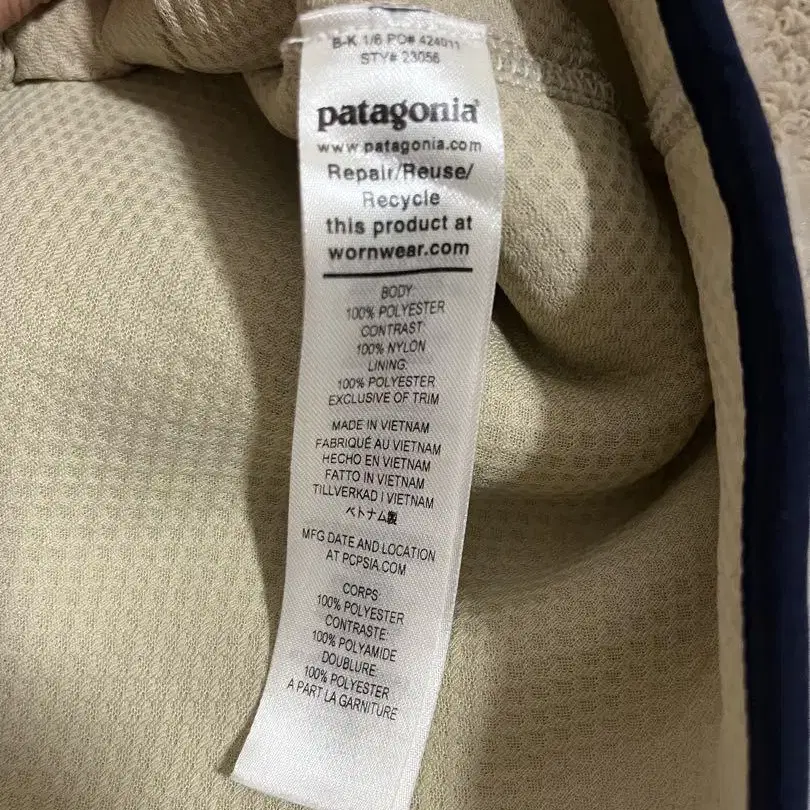 B-K 1/6 PO# 424011
STY# 23056
patagonia®
www.patagonia.com
Repair/Reuse/
Recycle
this product at
wornwear.com
BODY:
100% POLYESTER
CONTRAST:
100% NYLON
LINING:
100% POLYESTER
EXCLUSIVE OF TRIM
MADE IN VIETNAM
FABRIQUÉ AU VIETNAM
HECHO EN VIETNAM
FATTO IN VIETNAM
TILLVERKAD I VIETNAM
ベトナム製
MFG DATE AND LOCATION
AT PCPSIA.COM
CORPS:
100% POLYESTER
CONTRASTE:
100% POLYAMIDE
DOUBLURE:
100% POLYESTER
A PART LA GARNITURE